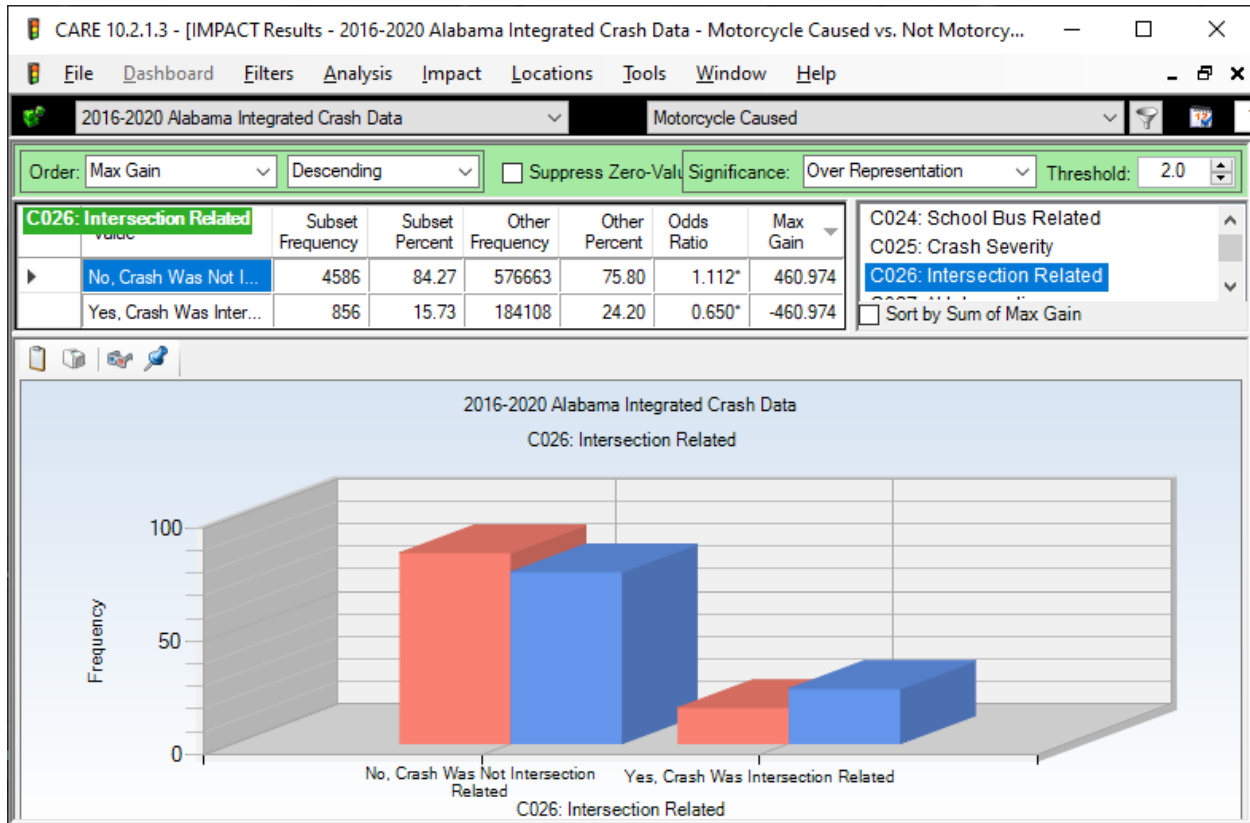 CARE 10.2.1.3 - [IMPACT Results - 2016-2020 Alabama Integrated Crash Data - Motorcycle Caused vs. Not Motorcy...
File Dashboard Filters Analysis Impact Locations Tools Window Help
2016-2020 Alabama Integrated Crash Data Motorcycle Caused
Order: Max Gain Descending Suppress Zero-Valu Significance: Over Representation Threshold: 2.0
C026: Intersection Related Subset Frequency Subset Percent Other Frequency Other Percent Odds Ratio Max Gain
No, Crash Was Not I... 4586 84.27 576663 75.80 1.112* 460.974
Yes, Crash Was Inter... 856 15.73 184108 24.20 0.650* -460.974
C024: School Bus Related
C025: Crash Severity
C026: Intersection Related
Sort by Sum of Max Gain
2016-2020 Alabama Integrated Crash Data
C026: Intersection Related
100
50
0
Frequency
No, Crash Was Not Intersection Related
Yes, Crash Was Intersection Related
C026: Intersection Related